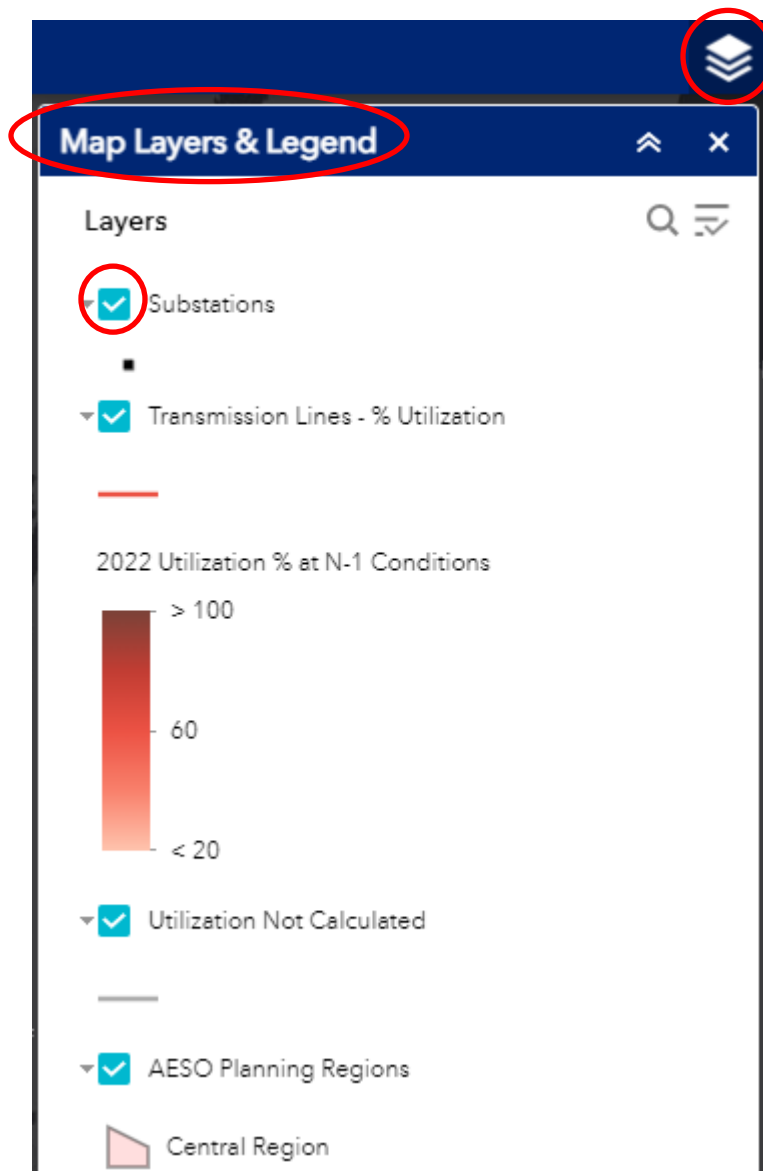 Map Layers & Legend
Layers
Substations
Transmission Lines - % Utilization
2022 Utilization % at N-1 Conditions
> 100
60
< 20
Utilization Not Calculated
AESO Planning Regions
Central Region